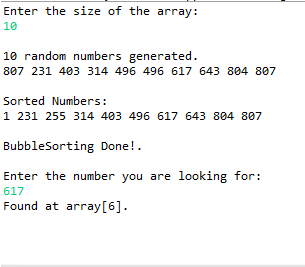 Enter the size of the array:
10
10 random numbers generated.
807 231 403 314 496 496 617 643 804 807
Sorted Numbers:
1 231 255 314 403 496 617 643 804 807
BubbleSorting Done!.
Enter the number you are looking for:
617
Found at array[6].